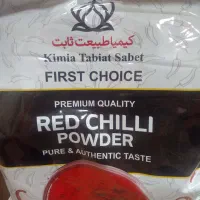 کیمیا طبیعت ثابت
Kimia Tabiat Sabet
FIRST CHOICE
PREMIUM QUALITY
RED CHILLI
POWDER
PURE & AUTHENTIC TASTE